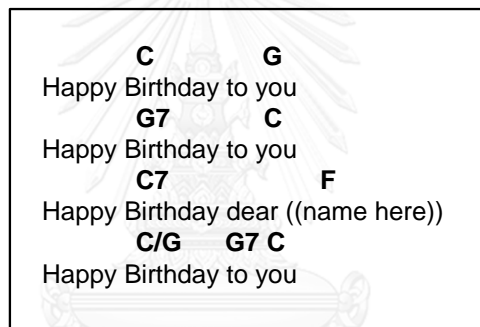 C G
Happy Birthday to you
G7 C
Happy Birthday to you
C7 F
Happy Birthday dear ((name here))
C/G G7 C
Happy Birthday to you